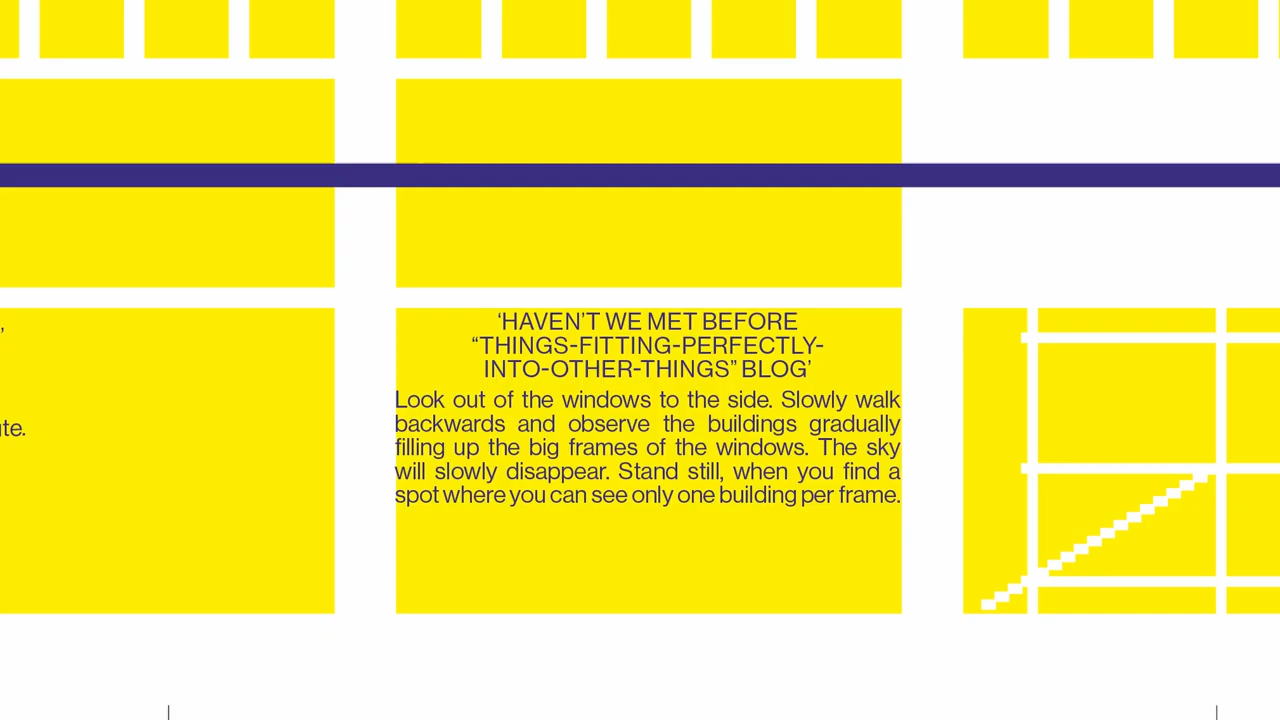 ‘HAVEN’T WE MET BEFORE
“THINGS-FITTING-PERFECTLY-
INTO-OTHER-THINGS” BLOG’
Look out of the windows to the side. Slowly walk
backwards and observe the buildings gradually
filling up the big frames of the windows. The sky
will slowly disappear. Stand still, when you find a
spot where you can see only one building per frame.